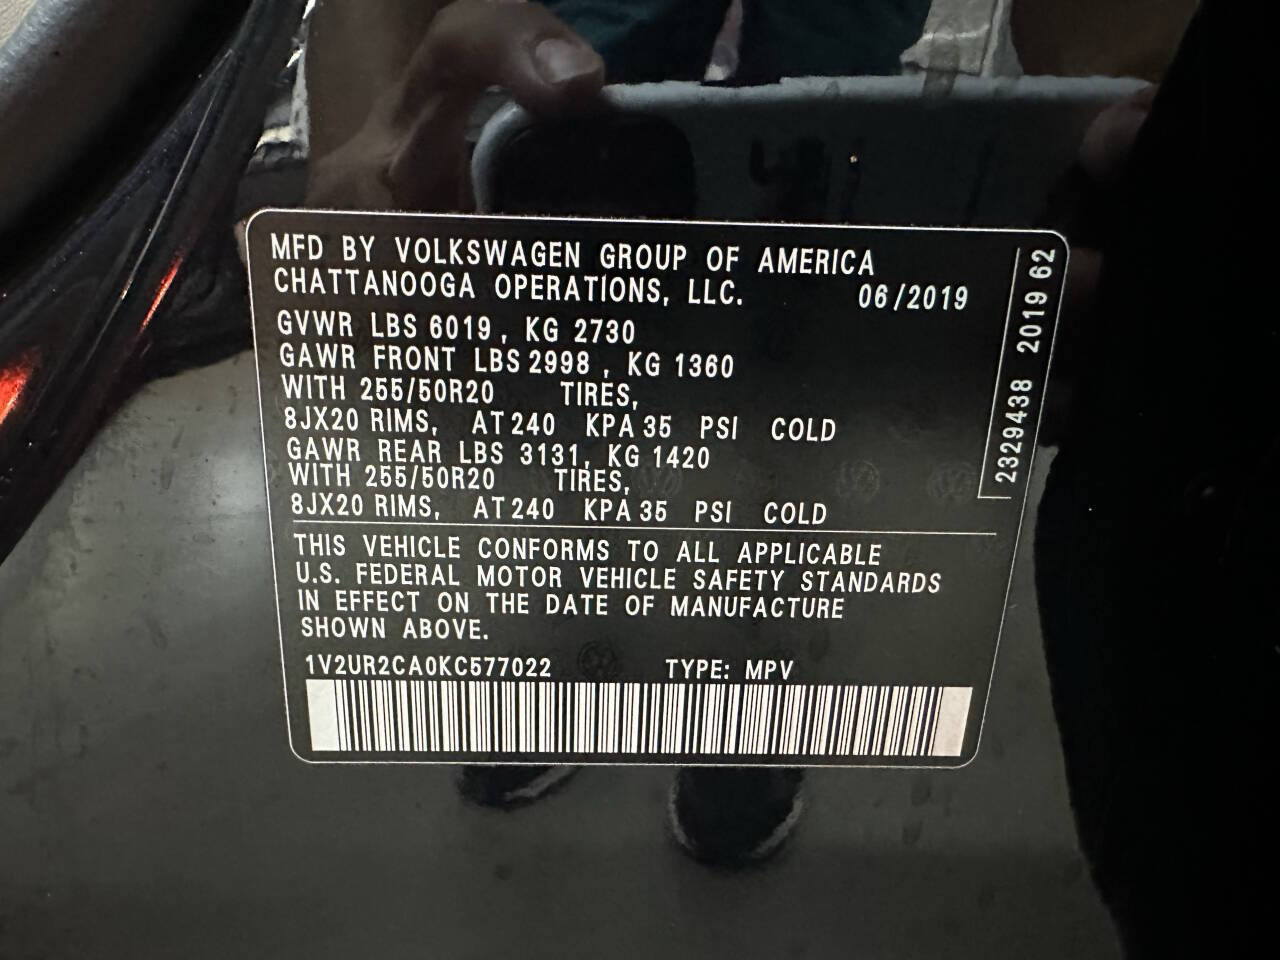 MFD BY VOLKSWAGEN GROUP OF AMERICA
CHATTANOOGA OPERATIONS, LLC. 06/2019
GVWR LBS 6019, KG 2730
GAWR FRONT LBS 2998, KG 1360
WITH 255/50R20 TIRES,
8JX20 RIMS, AT 240 KPA 35 PSI COLD
GAWR REAR LBS 3131, KG 1420
WITH 255/50R20 TIRES,
8JX20 RIMS, AT 240 KPA 35 PSI COLD
THIS VEHICLE CONFORMS TO ALL APPLICABLE
U.S. FEDERAL MOTOR VEHICLE SAFETY STANDARDS
IN EFFECT ON THE DATE OF MANUFACTURE
SHOWN ABOVE.
1V2UR2CA0KC577022 TYPE: MPV
2329438 2019 62